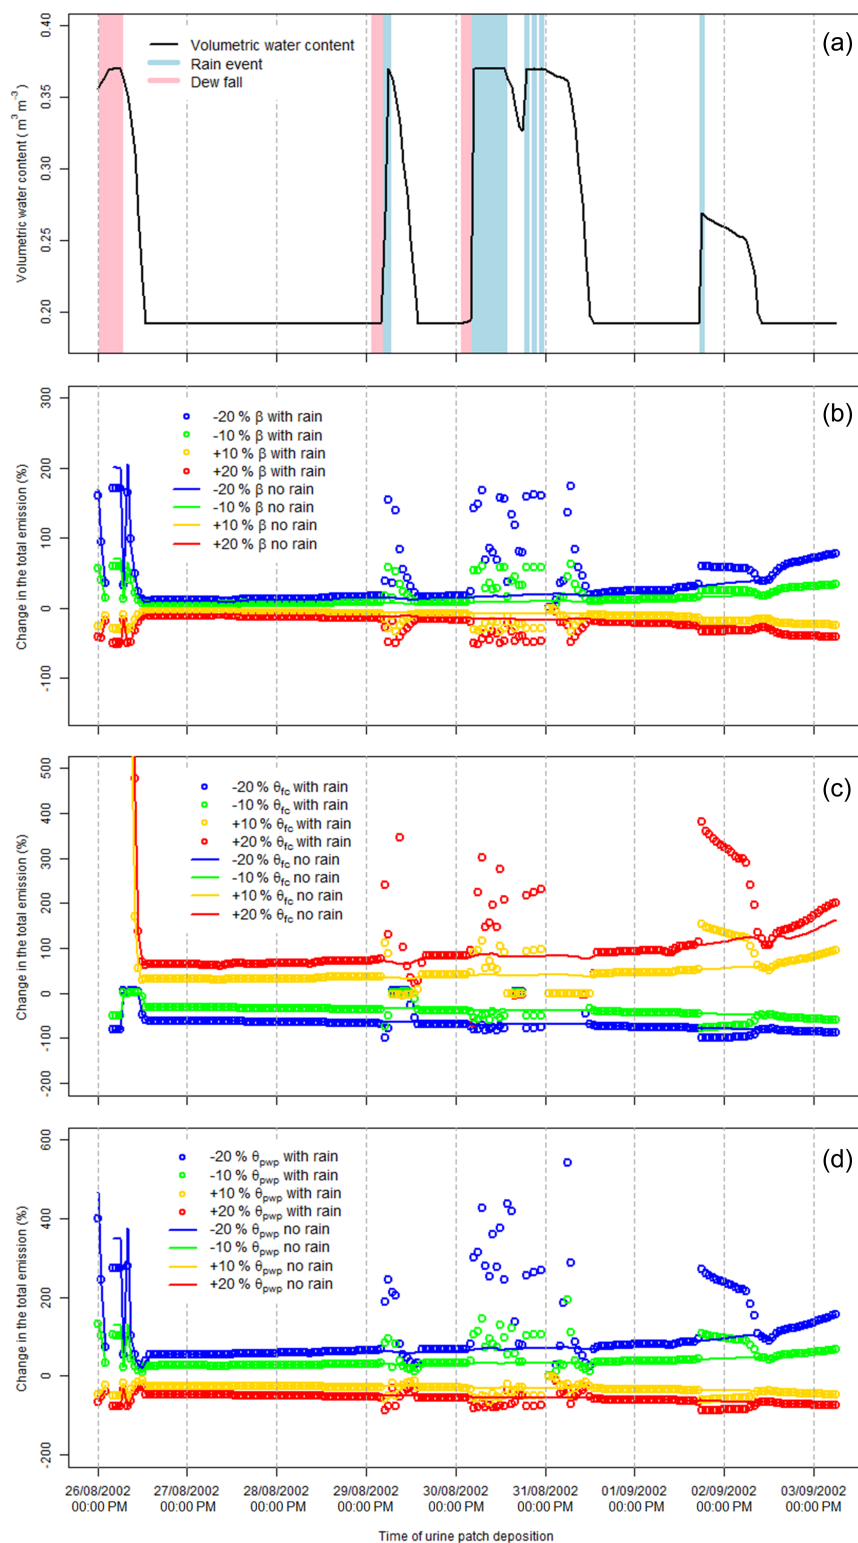 (a)
Volumetric water content ( m³ m⁻³)
0.40
0.35
0.30
0.25
0.20
Volumetric water content
Rain event
Dew fall
(b)
Change in the total emission (%)
300
200
100
0
-100
-20 % β with rain
-10 % β with rain
+10 % β with rain
+20 % β with rain
-20 % β no rain
-10 % β no rain
+10 % β no rain
+20 % β no rain
(c)
Change in the total emission (%)
500
400
300
200
100
0
-100
-200
-20 % θfc with rain
-10 % θfc with rain
+10 % θfc with rain
+20 % θfc with rain
-20 % θfc no rain
-10 % θfc no rain
+10 % θfc no rain
+20 % θfc no rain
(d)
Change in the total emission (%)
600
400
200
0
-200
-20 % θpwp with rain
-10 % θpwp with rain
+10 % θpwp with rain
+20 % θpwp with rain
-20 % θpwp no rain
-10 % θpwp no rain
+10 % θpwp no rain
+20 % θpwp no rain
26/08/2002 27/08/2002 28/08/2002 29/08/2002 30/08/2002 31/08/2002 01/09/2002 02/09/2002 03/09/2002
00:00 PM 00:00 PM 00:00 PM 00:00 PM 00:00 PM 00:00 PM 00:00 PM 00:00 PM 00:00 PM
Time of urine patch deposition